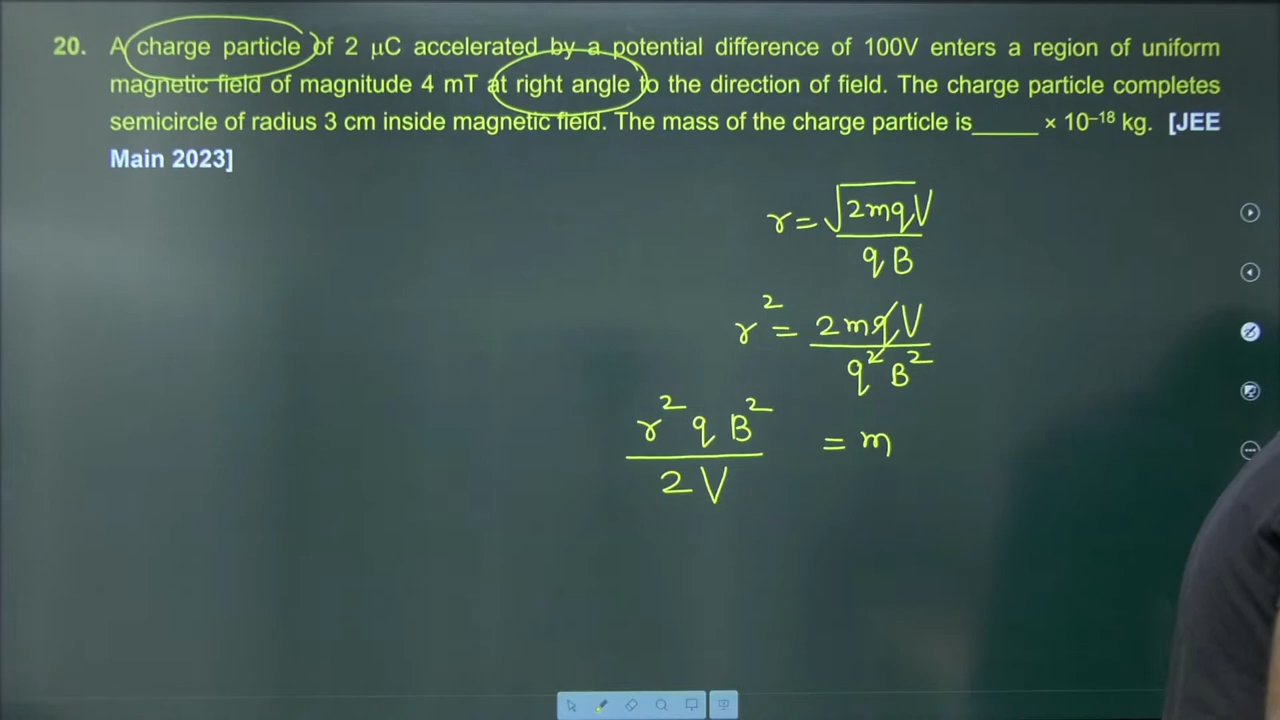 20. A charge particle of 2 μC accelerated by a potential difference of 100V enters a region of uniform
magnetic field of magnitude 4 mT at right angle to the direction of field. The charge particle completes
semicircle of radius 3 cm inside magnetic field. The mass of the charge particle is_____ × 10⁻¹⁸ kg. [JEE
Main 2023]
r = √2mqV / qB
r² = 2mqV / q²B²
r² q B² / 2V = m